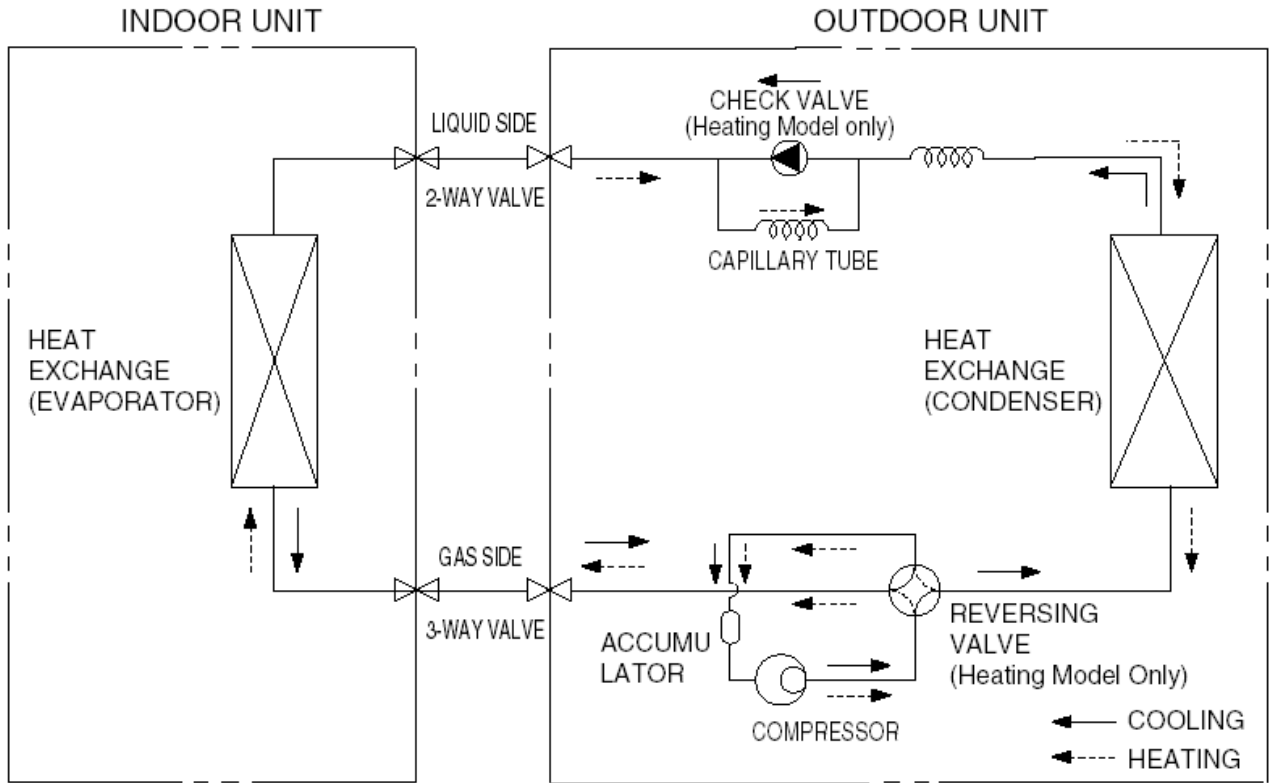 INDOOR UNIT
OUTDOOR UNIT
LIQUID SIDE
2-WAY VALVE
CHECK VALVE
(Heating Model only)
CAPILLARY TUBE
HEAT
EXCHANGE
(EVAPORATOR)
HEAT
EXCHANGE
(CONDENSER)
GAS SIDE
3-WAY VALVE
ACCUMU
LATOR
COMPRESSOR
REVERSING
VALVE
(Heating Model Only)
COOLING
HEATING